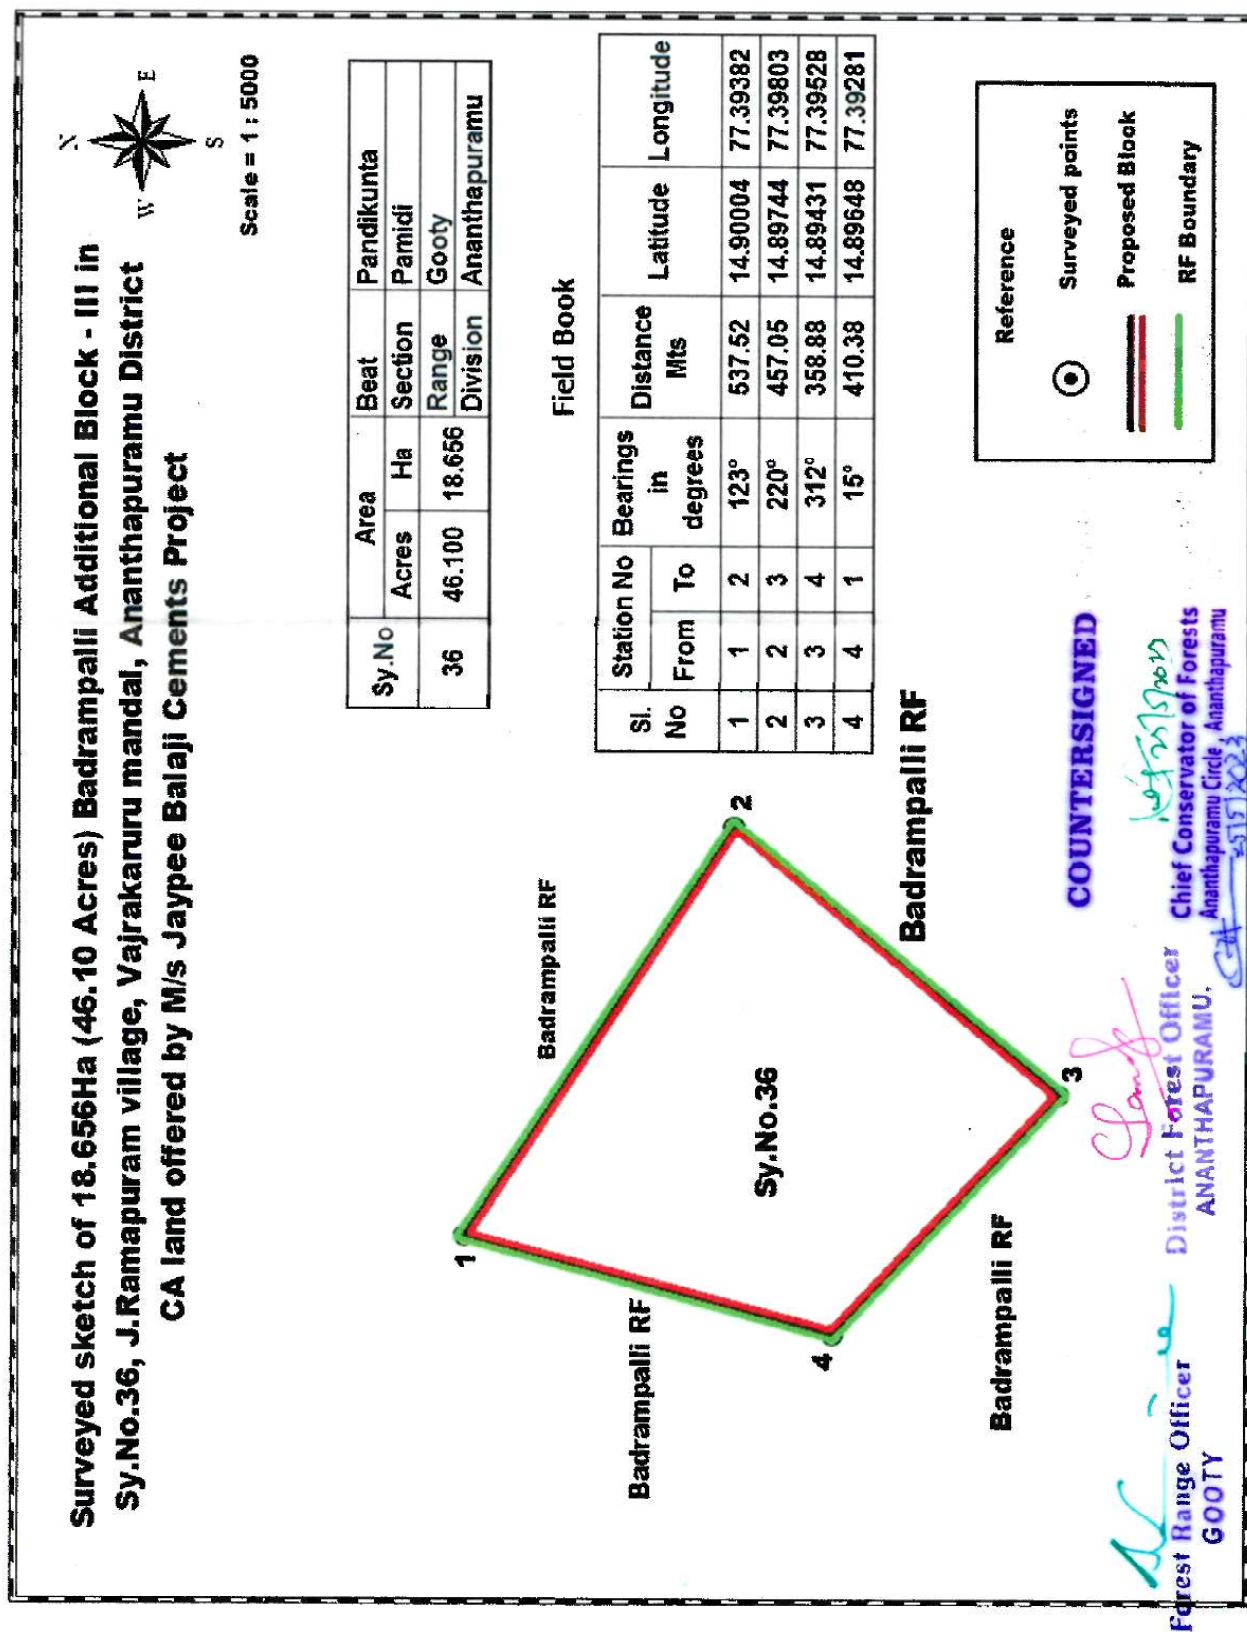 Surveyed sketch of 18.656Ha (46.10 Acres) Badrampalli Additional Block - III in
Sy.No.36, J.Ramapuram village, Vajrakaruru mandal, Ananthapuramu District
CA land offered by M/s Jaypee Balaji Cements Project
N
W E
S
Scale = 1 : 5000
Sy.No Area Beat Pandikunta
Acres Ha Section Pamidi
36 46.100 18.656 Range Gooty
Division Ananthapuramu
Field Book
Sl. No Station No Bearings in degrees Distance Mts Latitude Longitude
From To
1 1 2 123° 537.52 14.90004 77.39382
2 2 3 220° 457.05 14.89744 77.39803
3 3 4 312° 358.88 14.89431 77.39528
4 4 1 15° 410.38 14.89648 77.39281
1
Badrampalli RF
2
Badrampalli RF
Sy.No.36
4
Badrampalli RF
3
Badrampalli RF
Reference
Surveyed points
Proposed Block
RF Boundary
Forest Range Officer
GOOTY
District Forest Officer
ANANTHAPURAMU.
COUNTERSIGNED
Chief Conservator of Forests
Ananthapuramu Circle, Ananthapuramu
25/5/2023